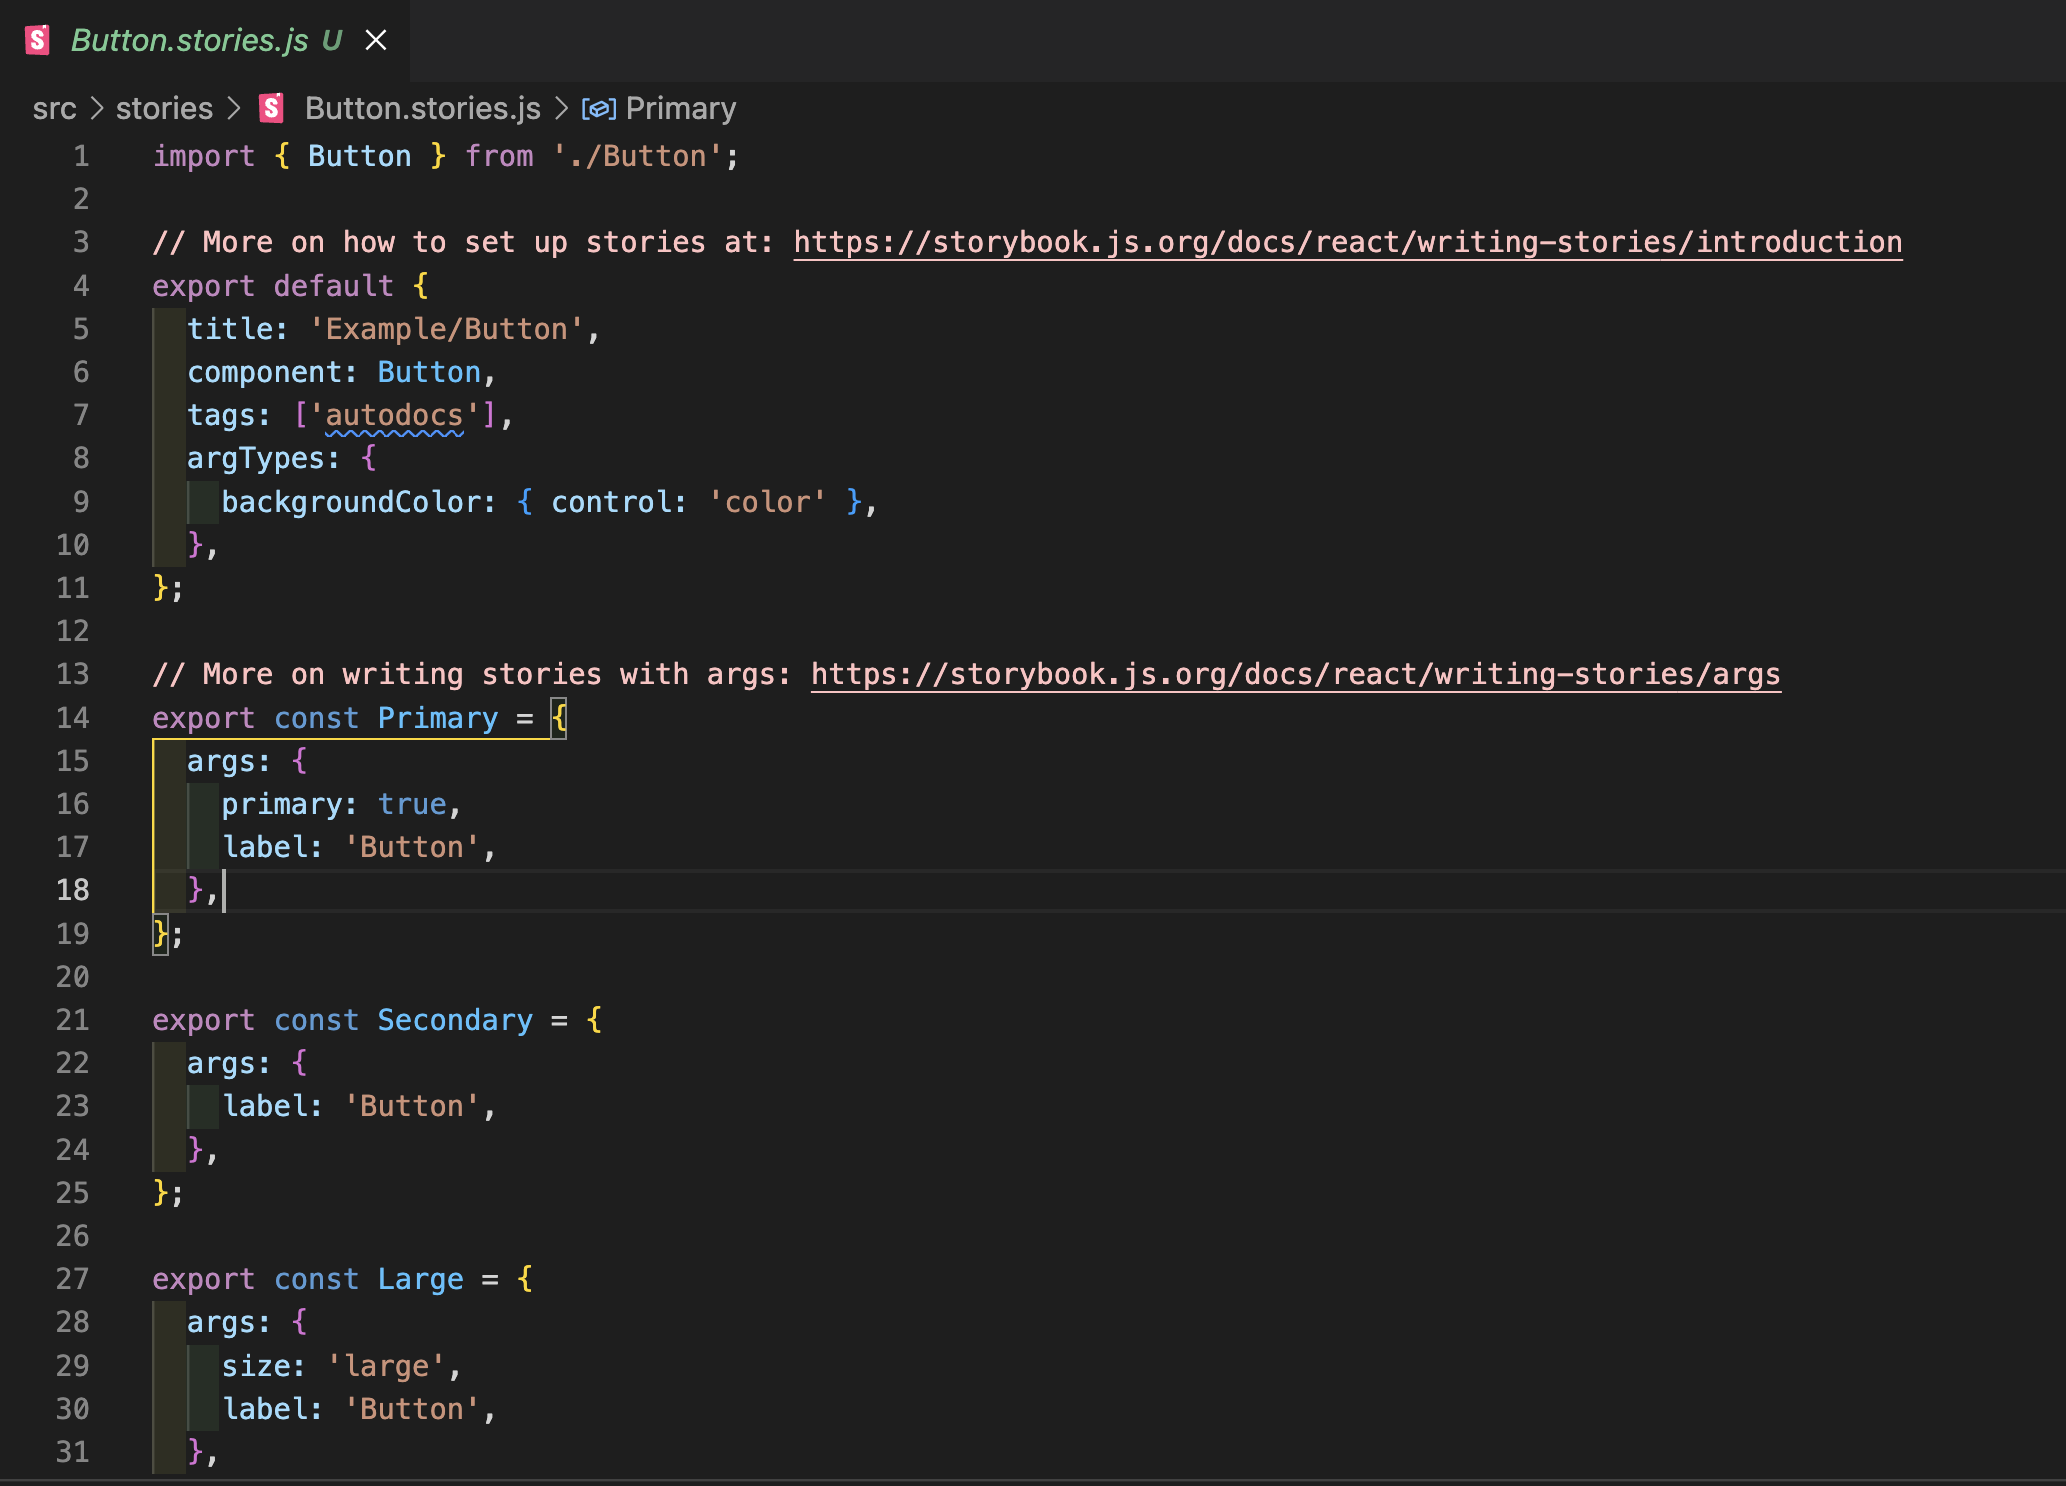 Button.stories.js U
src > stories > Button.stories.js > Primary
1 import { Button } from './Button';
2
3 // More on how to set up stories at: https://storybook.js.org/docs/react/writing-stories/introduction
4 export default {
5   title: 'Example/Button',
6   component: Button,
7   tags: ['autodocs'],
8   argTypes: {
9     backgroundColor: { control: 'color' },
10   },
11 };
12
13 // More on writing stories with args: https://storybook.js.org/docs/react/writing-stories/args
14 export const Primary = {
15   args: {
16     primary: true,
17     label: 'Button',
18   },
19 };
20
21 export const Secondary = {
22   args: {
23     label: 'Button',
24   },
25 };
26
27 export const Large = {
28   args: {
29     size: 'large',
30     label: 'Button',
31   },